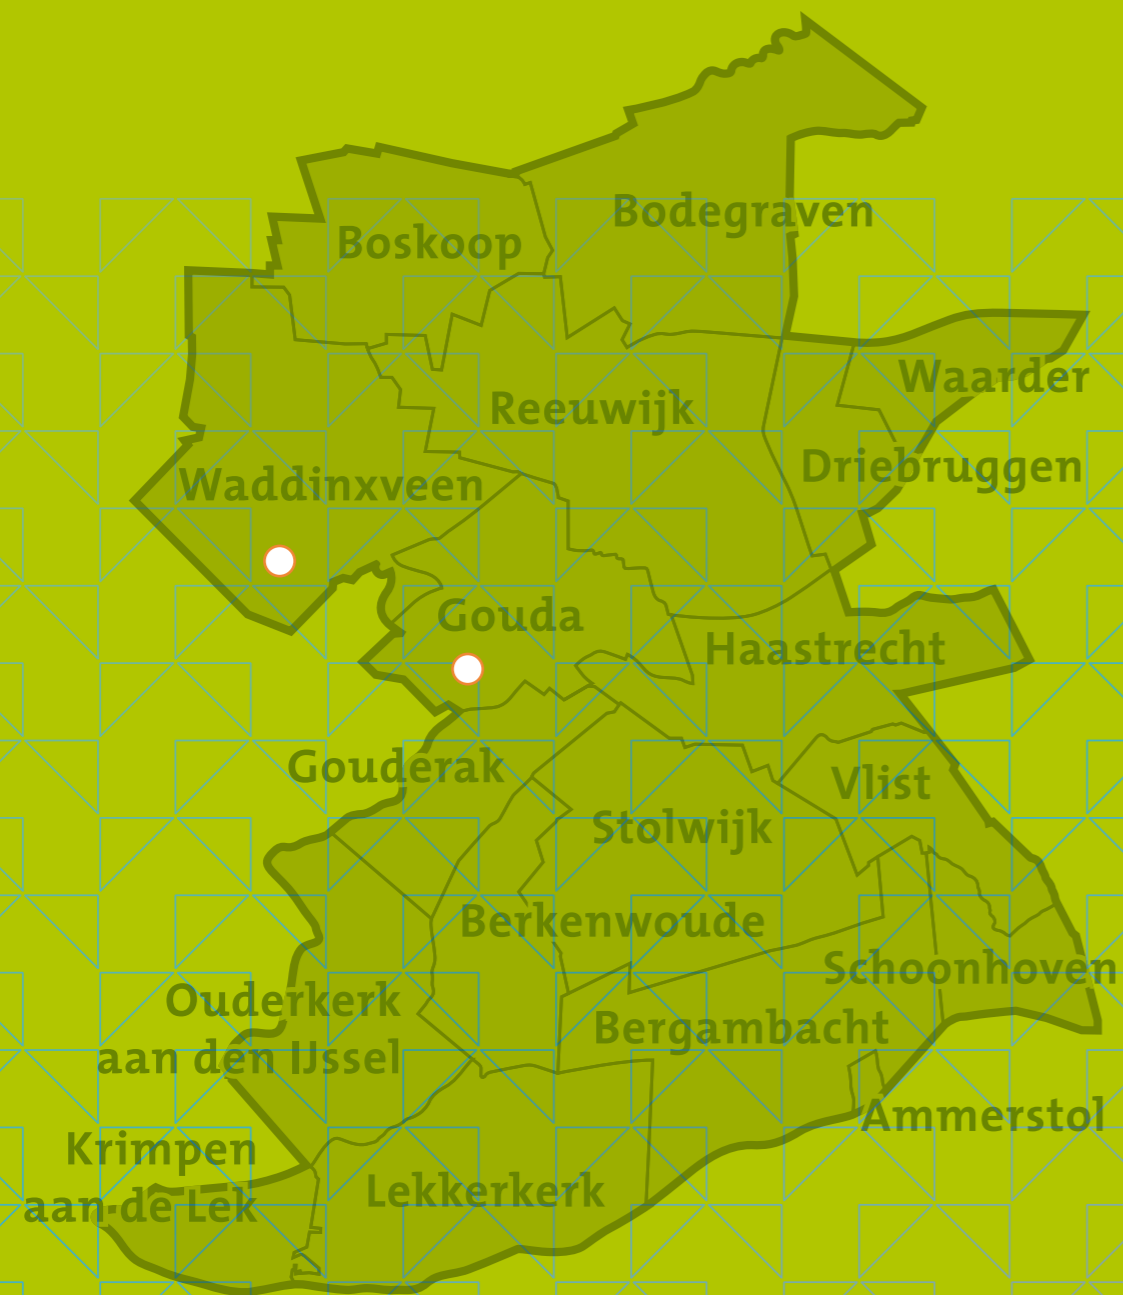 Bodegraven
Boskoop
Waarder
Reeuwijk
Driebruggen
Waddinxveen
Gouda
Haastrecht
Gouderak
Vlist
Stolwijk
Berkenwoude
Schoonhoven
Ouderkerk
aan den IJssel
Bergambacht
Ammerstol
Krimpen
aan de Lek
Lekkerkerk